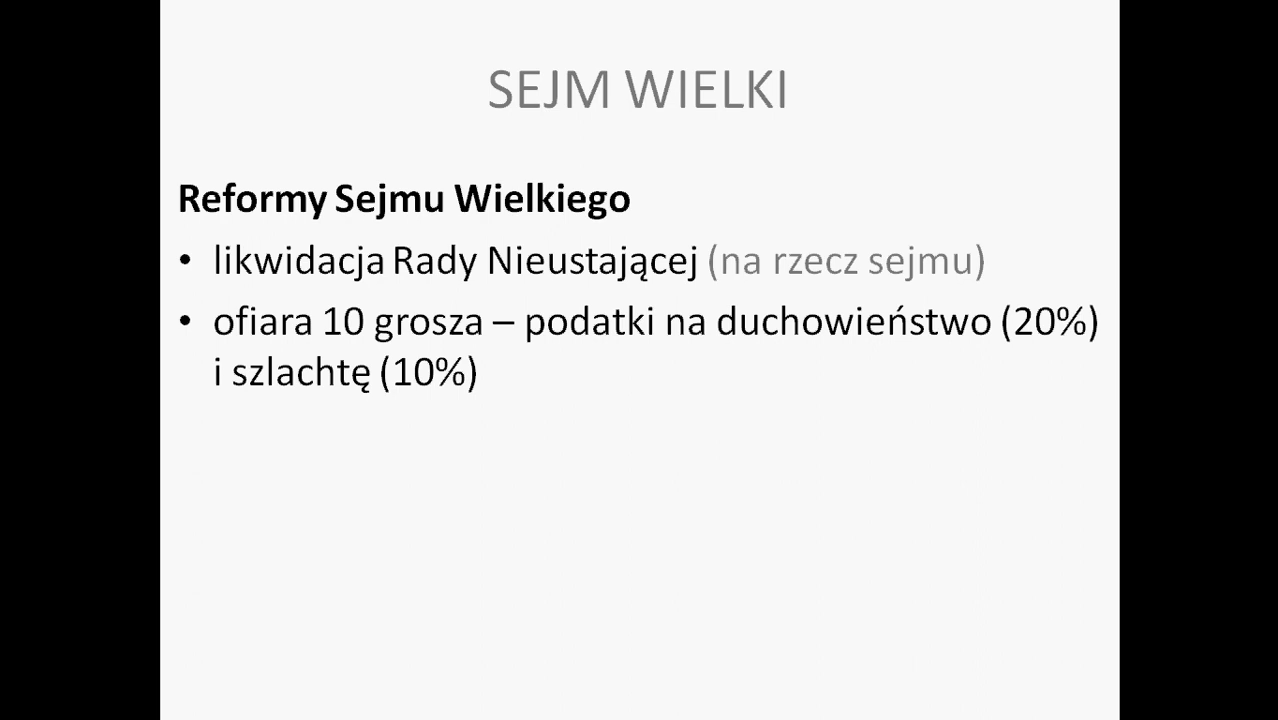 SEJM WIELKI
Reformy Sejmu Wielkiego
• likwidacja Rady Nieustającej (na rzecz sejmu)
• ofiara 10 grosza – podatki na duchowieństwo (20%)
i szlachtę (10%)